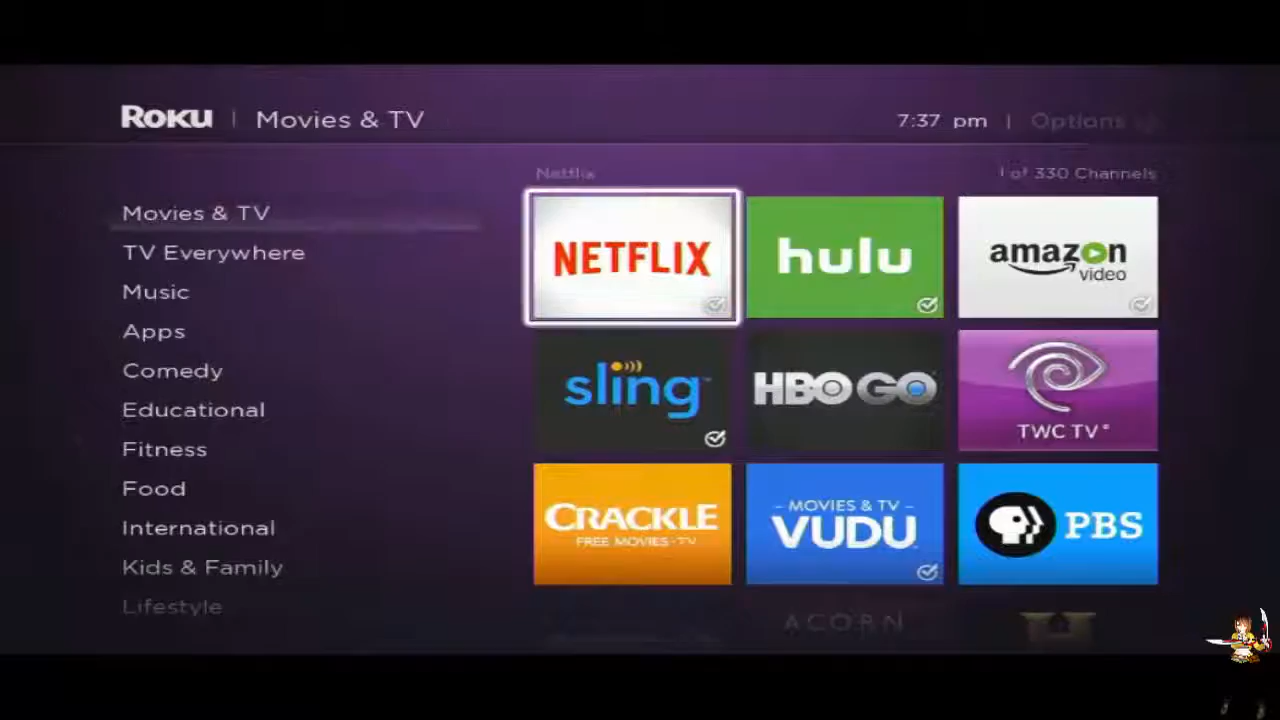 Roku | Movies & TV
7:37 pm | Options
Netflix
1 of 330 Channels
Movies & TV
TV Everywhere
Music
Apps
Comedy
Educational
Fitness
Food
International
Kids & Family
Lifestyle
NETFLIX
hulu
amazon
video
sling
HBO GO
TWC TV®
CRACKLE
FREE MOVIES + TV
- MOVIES & TV -
VUDU
PBS
ACORN